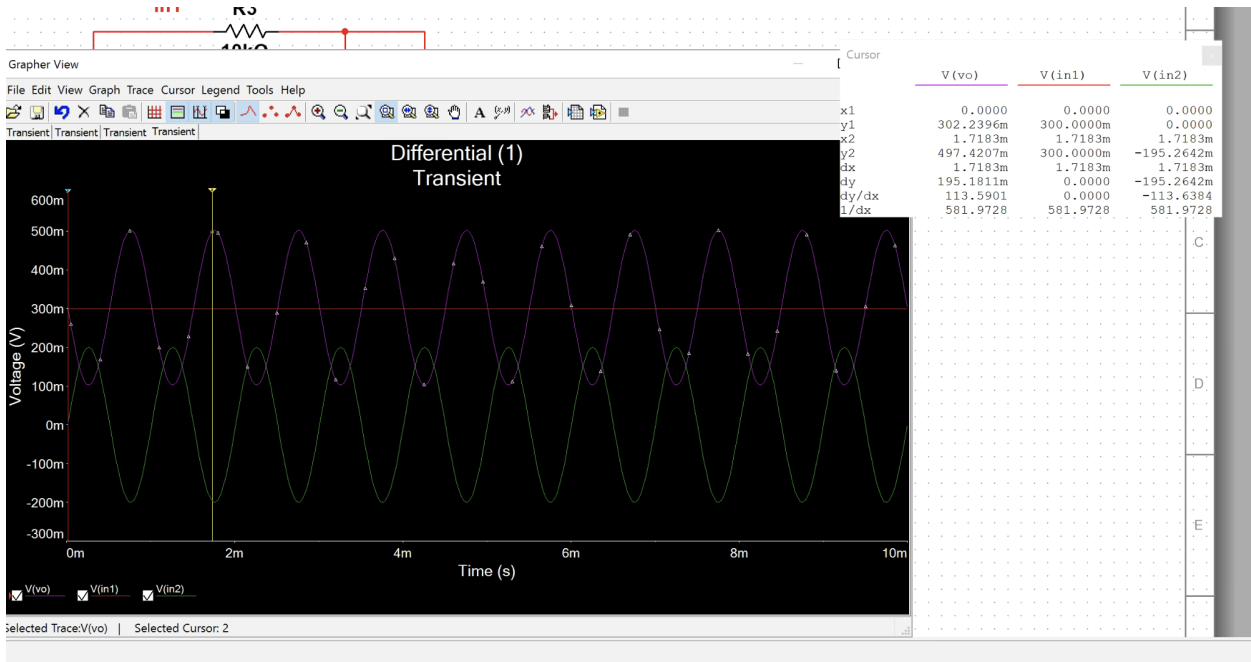 R3
10kΩ
Grapher View
Cursor
File Edit View Graph Trace Cursor Legend Tools Help
Transient Transient Transient Transient
V(vo) V(in1) V(in2)
x1 0.0000 0.0000 0.0000
y1 302.2396m 300.0000m 0.0000
x2 1.7183m 1.7183m 1.7183m
y2 497.4207m 300.0000m -195.2642m
dx 1.7183m 1.7183m 1.7183m
dy 195.1811m 0.0000 -195.2642m
dy/dx 113.5901 0.0000 -113.6384
1/dx 581.9728 581.9728 581.9728
Differential (1)
Transient
Voltage (V)
600m
500m
400m
300m
200m
100m
0m
-100m
-200m
-300m
0m 2m 4m 6m 8m 10m
Time (s)
V(vo) V(in1) V(in2)
Selected Trace:V(vo) | Selected Cursor: 2
C
D
E